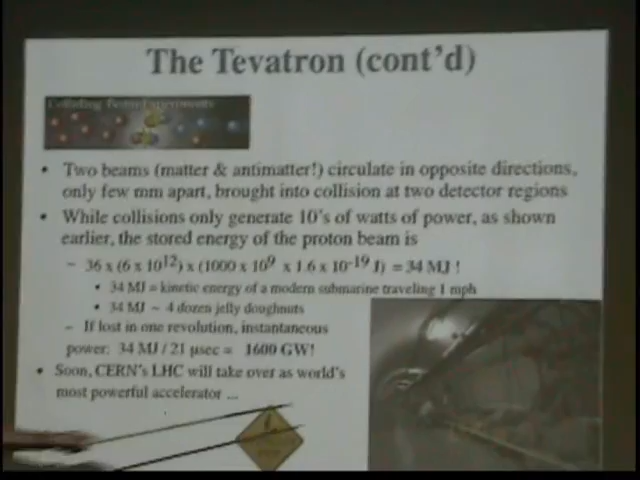 The Tevatron (cont'd)
Colliding Beam Experiments
• Two beams (matter & antimatter!) circulate in opposite directions,
only few mm apart, brought into collision at two detector regions
• While collisions only generate 10's of watts of power, as shown
earlier, the stored energy of the proton beam is
– 36 x (6 x 10¹²) x (1000 x 10⁹ x 1.6 x 10⁻¹⁹ J) = 34 MJ !
• 34 MJ = kinetic energy of a modern submarine traveling 1 mph
• 34 MJ ~ 4 dozen jelly doughnuts
– If lost in one revolution, instantaneous
power: 34 MJ / 21 μsec = 1600 GW!
• Soon, CERN's LHC will take over as world's
most powerful accelerator ...